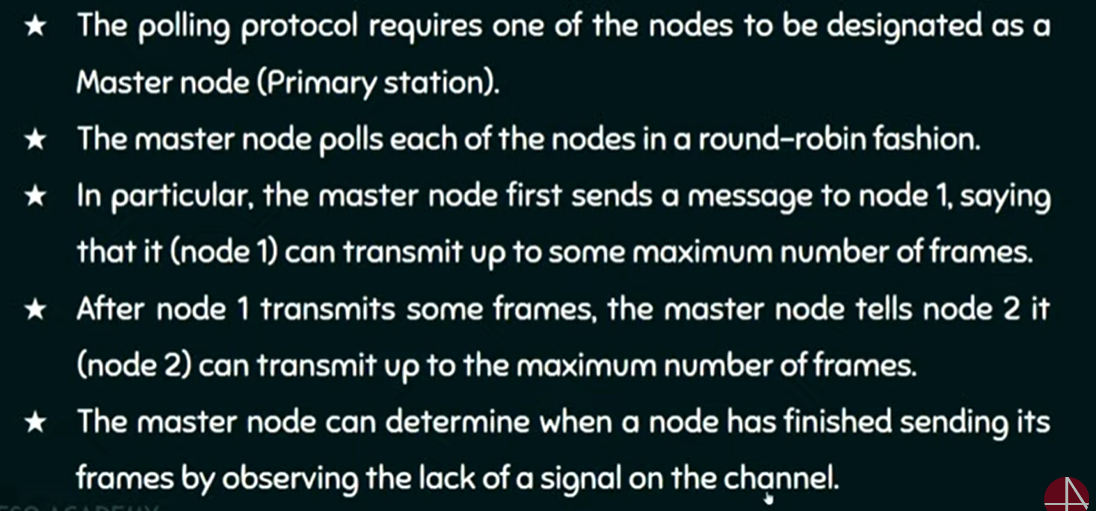 ★ The polling protocol requires one of the nodes to be designated as a
Master node (Primary station).
★ The master node polls each of the nodes in a round-robin fashion.
★ In particular, the master node first sends a message to node 1, saying
that it (node 1) can transmit up to some maximum number of frames.
★ After node 1 transmits some frames, the master node tells node 2 it
(node 2) can transmit up to the maximum number of frames.
★ The master node can determine when a node has finished sending its
frames by observing the lack of a signal on the channel.